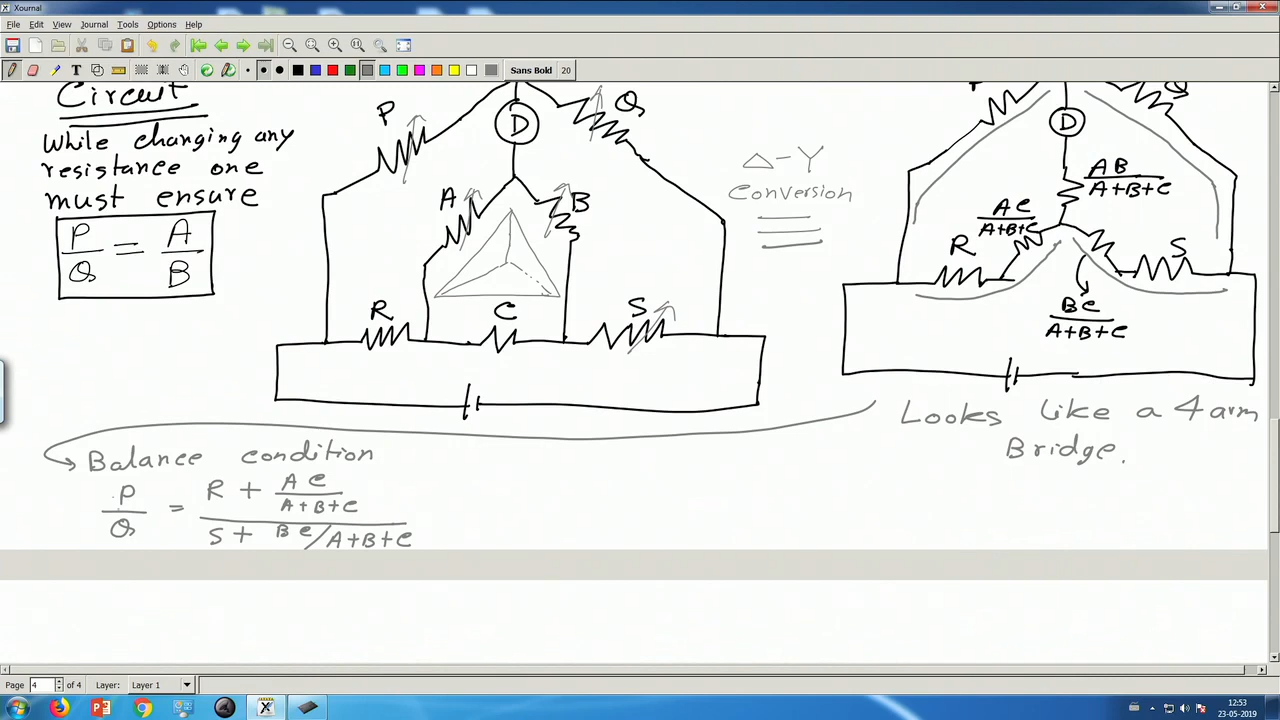 Xournal
File Edit View Journal Tools Options Help
Sans Bold 20
Circuit
While changing any
resistance one
must ensure
P/Q = A/B
P
Q
D
A
B
R
C
S
Δ-Y
Conversion
Q
D
AB/A+B+C
AC/A+B+C
R
S
BC/A+B+C
Looks like a 4 arm
Bridge.
Balance condition
P/Q = R + AC/A+B+C
S + BC/A+B+C
Page 4 of 4 Layer: Layer 1
12:53
23-05-2019